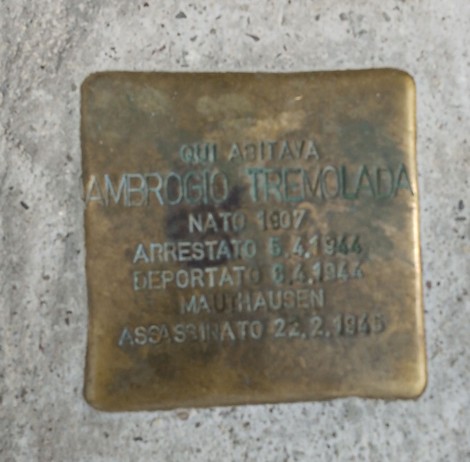 QUI ABITAVA
AMBROGIO TREMOLADA
NATO 1907
ARRESTATO 6.4.1944
DEPORTATO 8.4.1944
MAUTHAUSEN
ASSASSINATO 22.2.1945